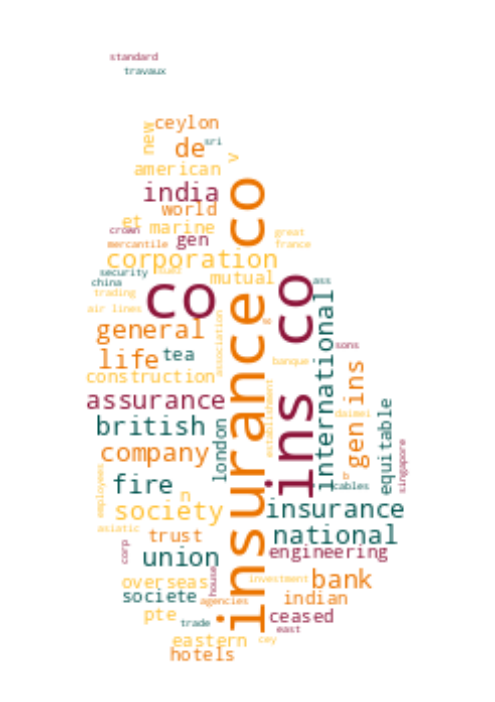 standard
travaux
ceylon
new
de
sri
v
american
india
world
et
marine
crown
gen
great
mercantile
france
corporation
security
mutual
china
ass
trading
co
insurance co
ins co
international
air lines
general
association
sons
life
tea
banque
gen ins
construction
establishment
daimei
assurance
equitable
british
london
company
singapore
fire
employees
n
b
cables
society
insurance
asiatic
trust
national
corp
union
engineering
overseas
house
investment
bank
societe
agencies
indian
pte
trade
ceased
east
eastern
cey
hotels